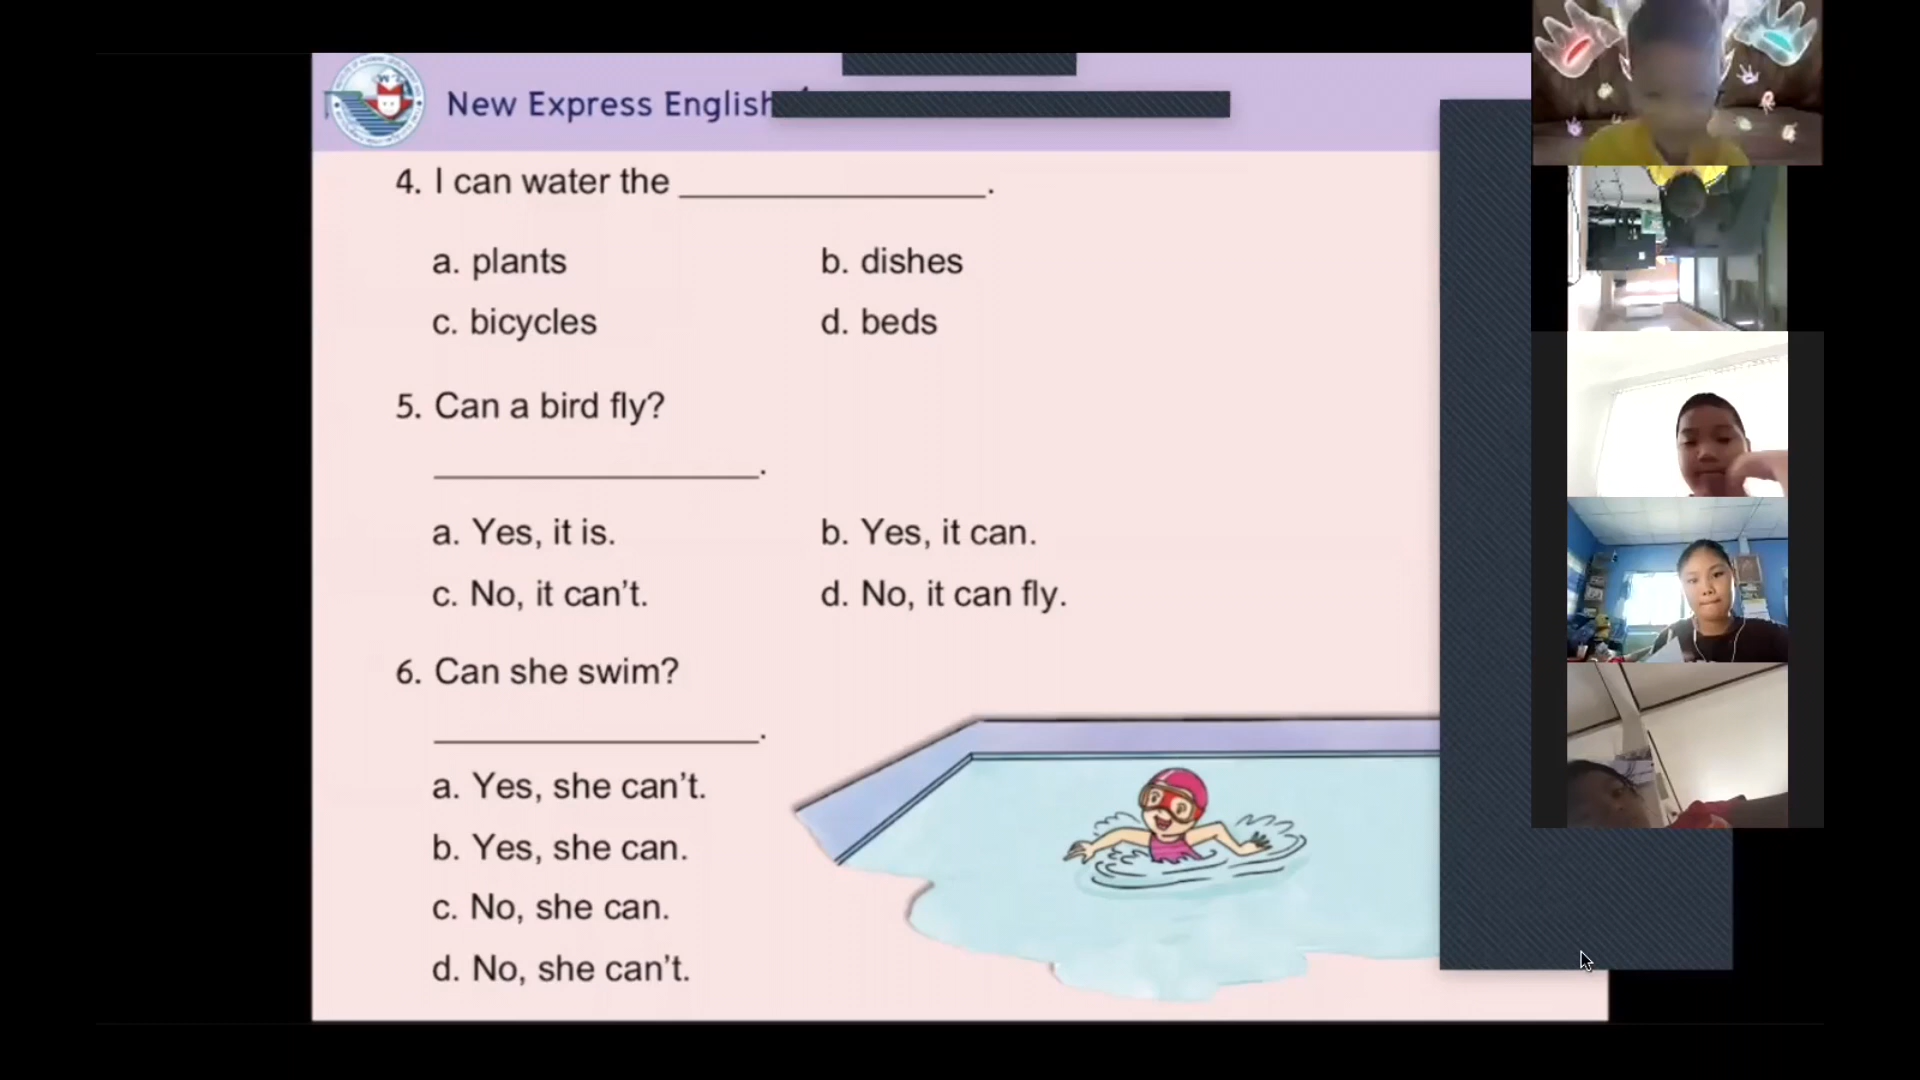 New Express English
4. I can water the ________________.
a. plants b. dishes
c. bicycles d. beds
5. Can a bird fly?
_________________.
a. Yes, it is. b. Yes, it can.
c. No, it can’t. d. No, it can fly.
6. Can she swim?
_________________.
a. Yes, she can’t.
b. Yes, she can.
c. No, she can.
d. No, she can’t.